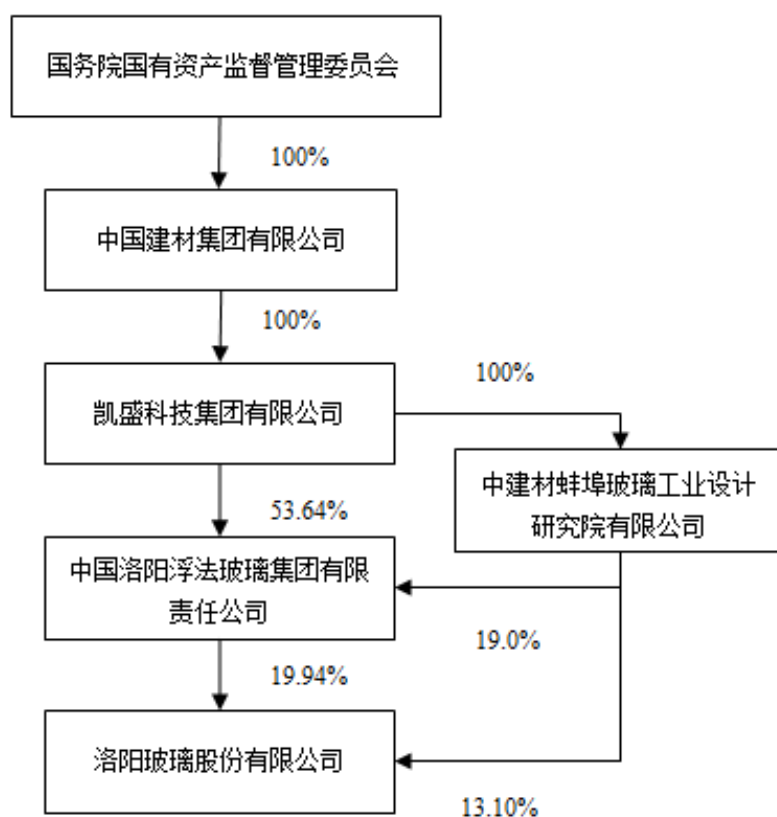 国务院国有资产监督管理委员会
100%
中国建材集团有限公司
100%
凯盛科技集团有限公司
100%
中建材蚌埠玻璃工业设计
研究院有限公司
53.64%
中国洛阳浮法玻璃集团有限
责任公司
19.0%
19.94%
洛阳玻璃股份有限公司
13.10%